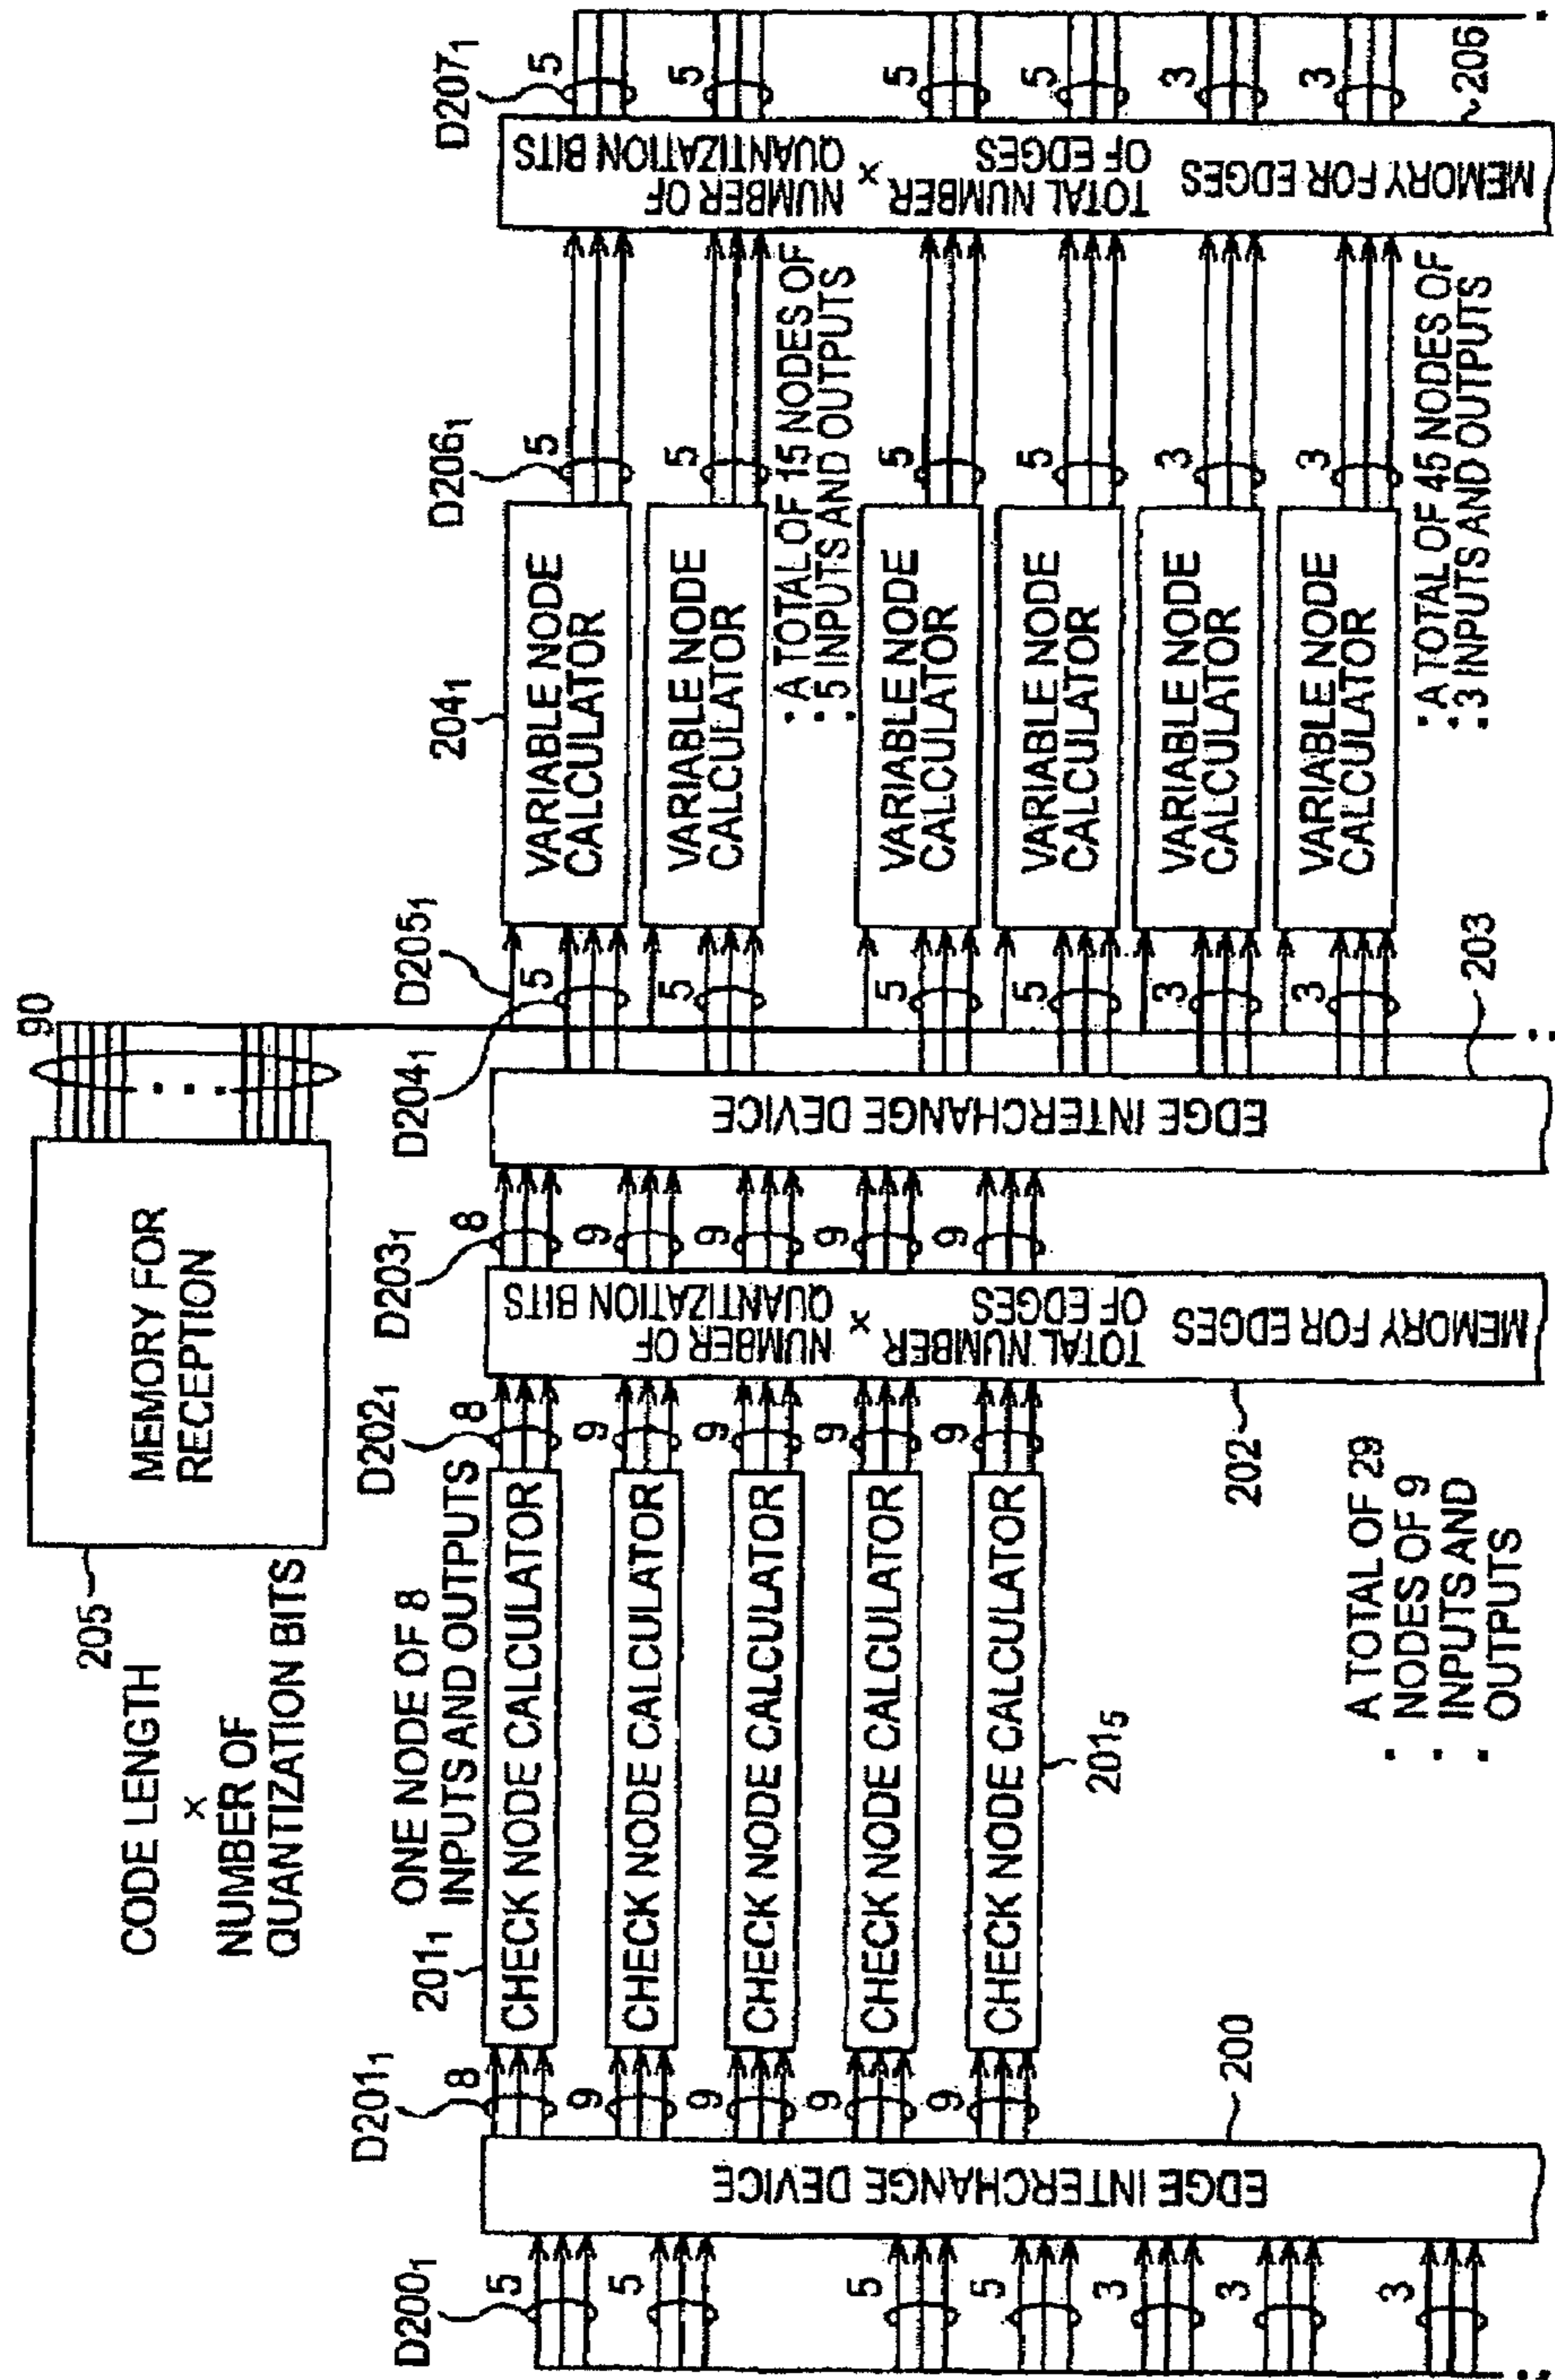 205
CODE LENGTH
×
NUMBER OF
QUANTIZATION BITS
MEMORY FOR
RECEPTION
90
D200₁
5
5
5
5
3
3
3
EDGE INTERCHANGE DEVICE
200
D201₁
8
9
9
9
9
201₁
ONE NODE OF 8
INPUTS AND OUTPUTS
CHECK NODE CALCULATOR
CHECK NODE CALCULATOR
CHECK NODE CALCULATOR
CHECK NODE CALCULATOR
CHECK NODE CALCULATOR
201₅
A TOTAL OF 29
NODES OF 9
INPUTS AND
OUTPUTS
D202₁
8
9
9
9
9
NUMBER OF
QUANTIZATION BITS
×
TOTAL NUMBER
OF EDGES
MEMORY FOR EDGES
202
D203₁
8
9
9
9
9
EDGE INTERCHANGE DEVICE
203
D204₁
D205₁
5
5
5
5
3
3
204₁
VARIABLE NODE
CALCULATOR
VARIABLE NODE
CALCULATOR
A TOTAL OF 15 NODES OF
5 INPUTS AND OUTPUTS
VARIABLE NODE
CALCULATOR
VARIABLE NODE
CALCULATOR
VARIABLE NODE
CALCULATOR
VARIABLE NODE
CALCULATOR
A TOTAL OF 45 NODES OF
3 INPUTS AND OUTPUTS
D206₁
5
5
5
5
3
3
NUMBER OF
QUANTIZATION BITS
×
TOTAL NUMBER
OF EDGES
MEMORY FOR EDGES
206
D207₁
5
5
5
5
3
3